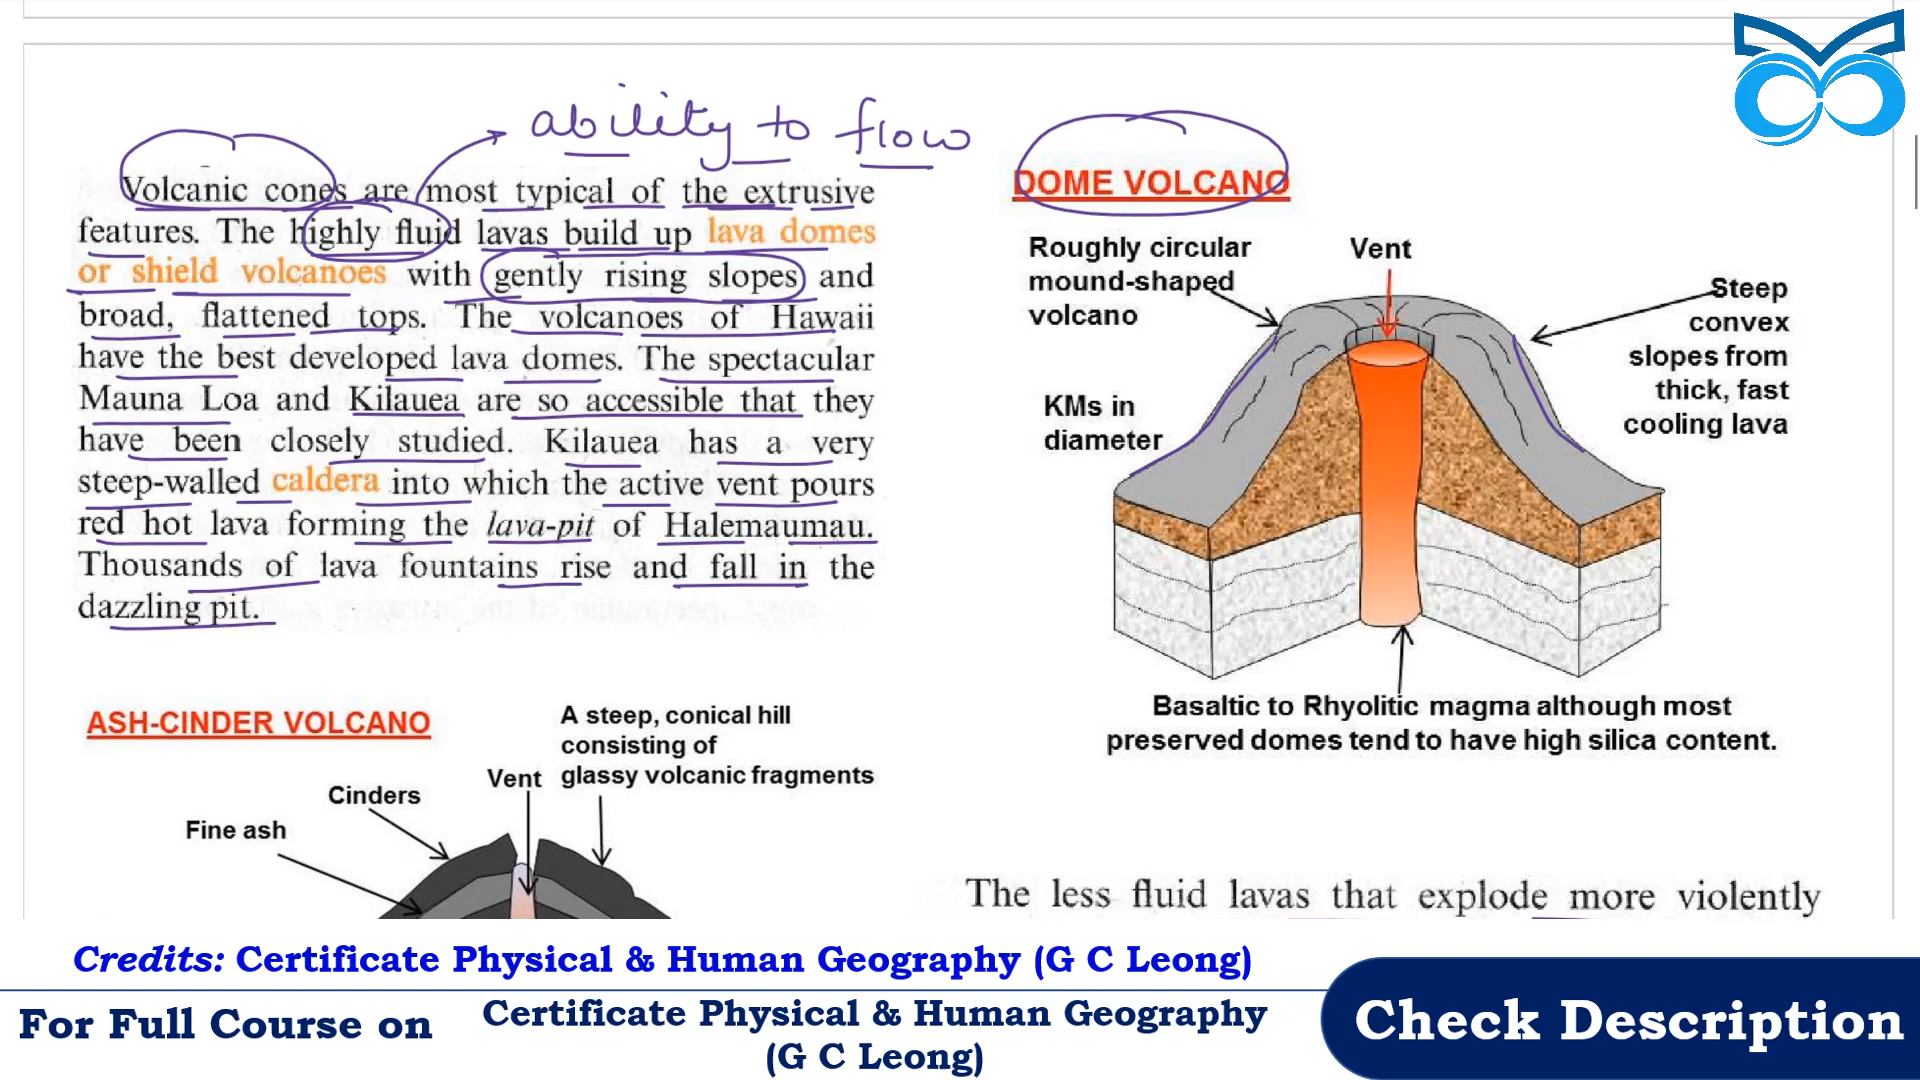 ability to flow
Volcanic cones are most typical of the extrusive
features. The highly fluid lavas build up lava domes
or shield volcanoes with gently rising slopes and
broad, flattened tops. The volcanoes of Hawaii
have the best developed lava domes. The spectacular
Mauna Loa and Kilauea are so accessible that they
have been closely studied. Kilauea has a very
steep-walled caldera into which the active vent pours
red hot lava forming the lava-pit of Halemaumau.
Thousands of lava fountains rise and fall in the
dazzling pit.
DOME VOLCANO
Roughly circular
mound-shaped
volcano
Vent
Steep
convex
slopes from
thick, fast
cooling lava
KMs in
diameter
Basaltic to Rhyolitic magma although most
preserved domes tend to have high silica content.
ASH-CINDER VOLCANO
A steep, conical hill
consisting of
glassy volcanic fragments
Vent
Cinders
Fine ash
The less fluid lavas that explode more violently
Credits: Certificate Physical & Human Geography (G C Leong)
For Full Course on
Certificate Physical & Human Geography
(G C Leong)
Check Description